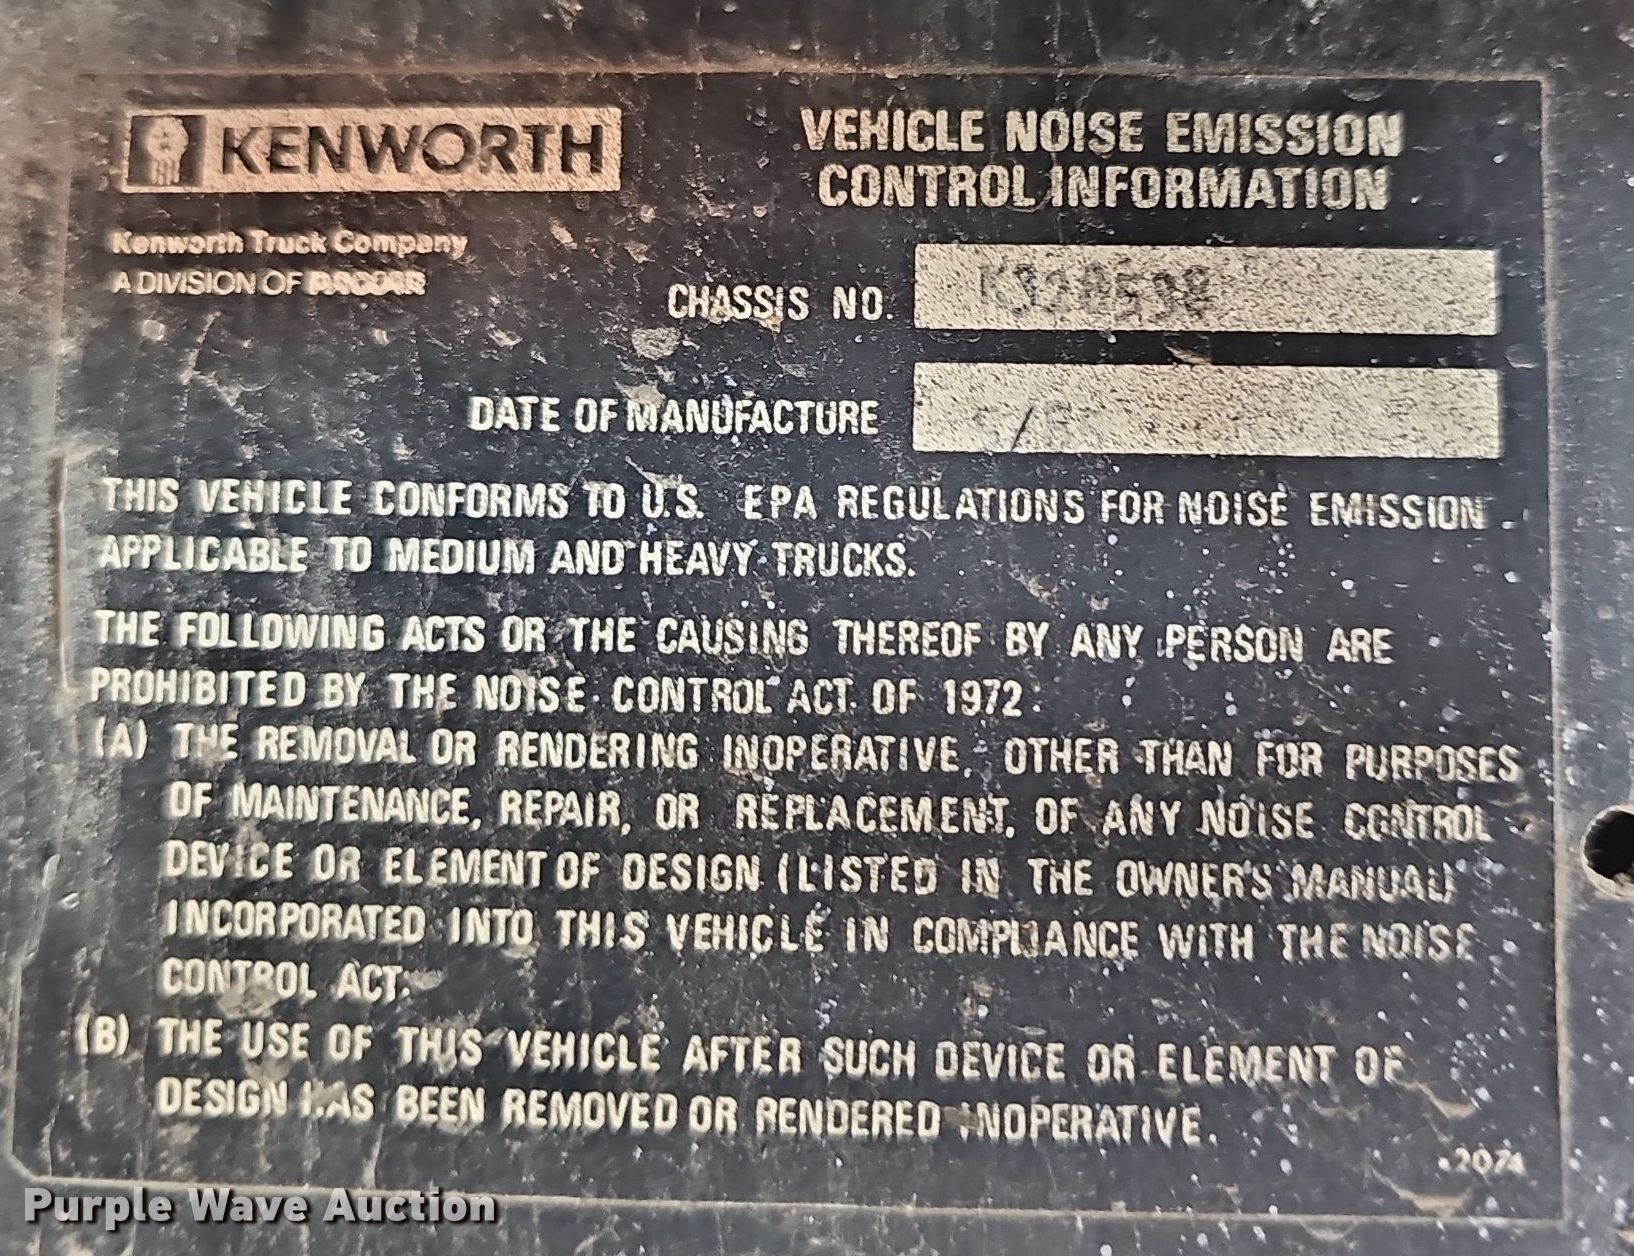 KENWORTH
Kenworth Truck Company
A DIVISION OF PACCAR
VEHICLE NOISE EMISSION
CONTROL INFORMATION
CHASSIS NO.
DATE OF MANUFACTURE
THIS VEHICLE CONFORMS TO U.S. EPA REGULATIONS FOR NOISE EMISSION
APPLICABLE TO MEDIUM AND HEAVY TRUCKS.
THE FOLLOWING ACTS OR THE CAUSING THEREOF BY ANY PERSON ARE
PROHIBITED BY THE NOISE CONTROL ACT OF 1972:
(A) THE REMOVAL OR RENDERING INOPERATIVE, OTHER THAN FOR PURPOSES
OF MAINTENANCE, REPAIR, OR REPLACEMENT, OF ANY NOISE CONTROL
DEVICE OR ELEMENT OF DESIGN (LISTED IN THE OWNER'S MANUAL)
INCORPORATED INTO THIS VEHICLE IN COMPLIANCE WITH THE NOISE
CONTROL ACT.
(B) THE USE OF THIS VEHICLE AFTER SUCH DEVICE OR ELEMENT OF
DESIGN HAS BEEN REMOVED OR RENDERED INOPERATIVE.
Purple Wave Auction